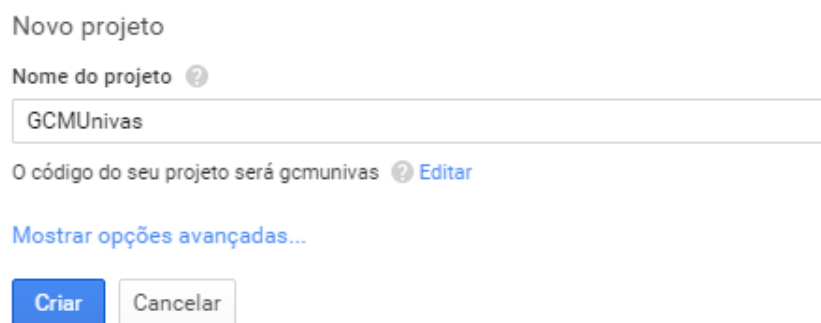 Novo projeto
Nome do projeto ?
GCMUnivas
O código do seu projeto será gcmunivas ? Editar
Mostrar opções avançadas...
Criar Cancelar